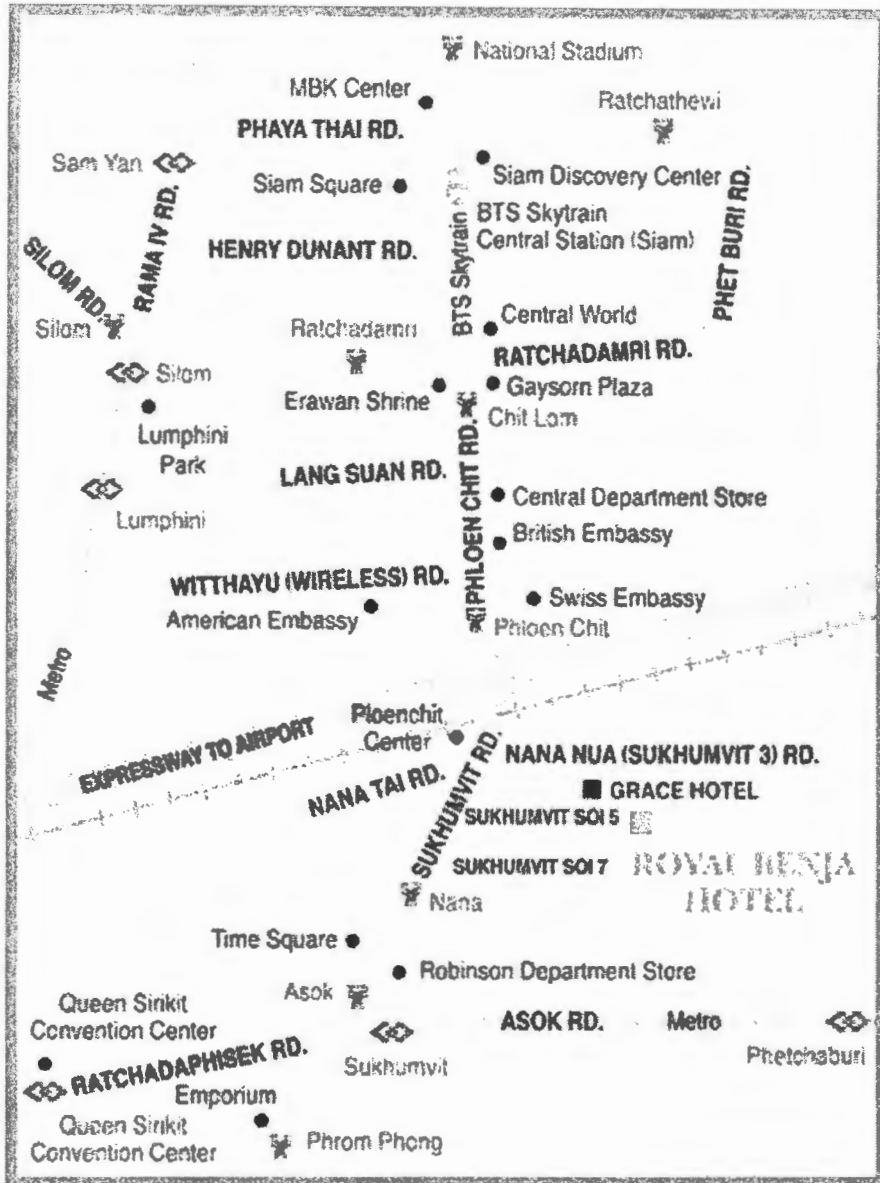 National Stadium
MBK Center
Ratchathewi
PHAYA THAI RD.
Sam Yan
Siam Discovery Center
Siam Square
RAMA IV RD.
BTS Skytrain
BTS Skytrain
Central Station (Siam)
PHET BURI RD.
HENRY DUNANT RD.
SILOM RD.
Silom
Ratchadamri
Central World
RATCHADAMRI RD.
Silom
Erawan Shrine
Gaysorn Plaza
Chit Lom
Lumphini
Park
PHLOEN CHIT RD.
LANG SUAN RD.
Central Department Store
Lumphini
British Embassy
WITTHAYU (WIRELESS) RD.
American Embassy
Swiss Embassy
Phloen Chit
Metro
EXPRESSWAY TO AIRPORT
Ploenchit
Center
SUKHUMVIT RD.
NANA NUA (SUKHUMVIT 3) RD.
NANA TAI RD.
GRACE HOTEL
SUKHUMVIT SOI 5
SUKHUMVIT SOI 7
ROYAL BENJA
HOTEL
Nana
Time Square
Robinson Department Store
Asok
Queen Sirikit
Convention Center
ASOK RD.
Metro
RATCHADAPHISEK RD.
Sukhumvit
Phetchaburi
Emporium
Queen Sirikit
Convention Center
Phrom Phong